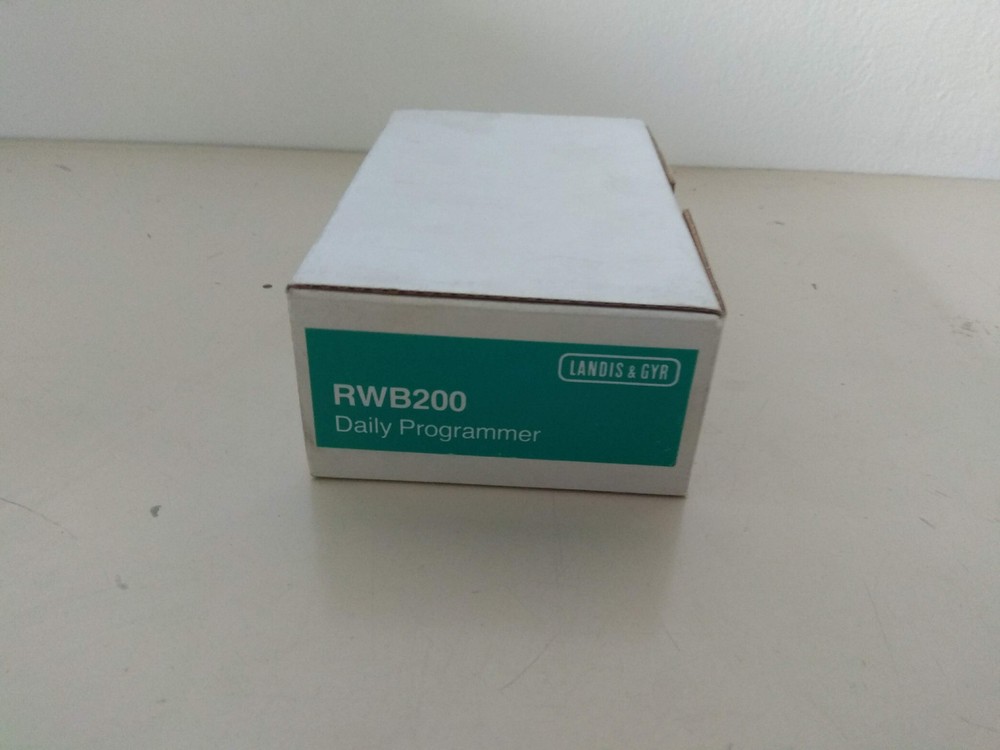 LANDIS & GYR
RWB200
Daily Programmer